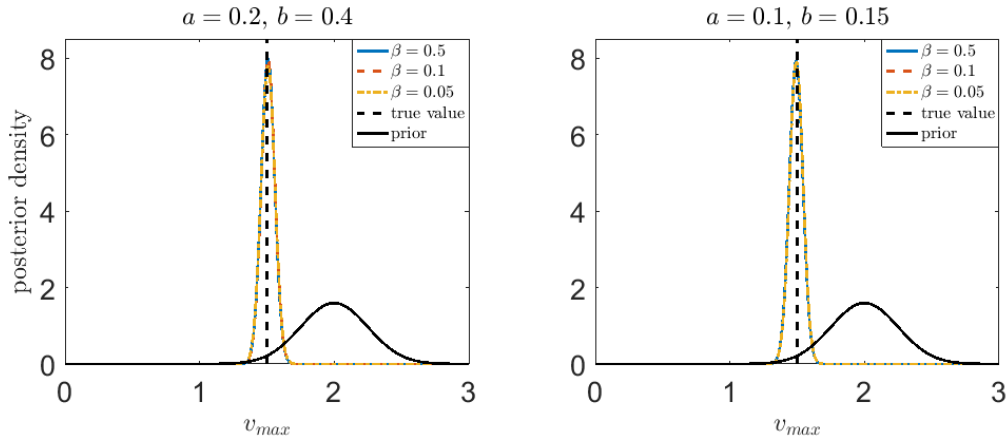 a = 0.2, b = 0.4
8
6
4
2
0
posterior density
β = 0.5
β = 0.1
β = 0.05
true value
prior
0 1 2 3
v_max
a = 0.1, b = 0.15
8
6
4
2
0
β = 0.5
β = 0.1
β = 0.05
true value
prior
0 1 2 3
v_max